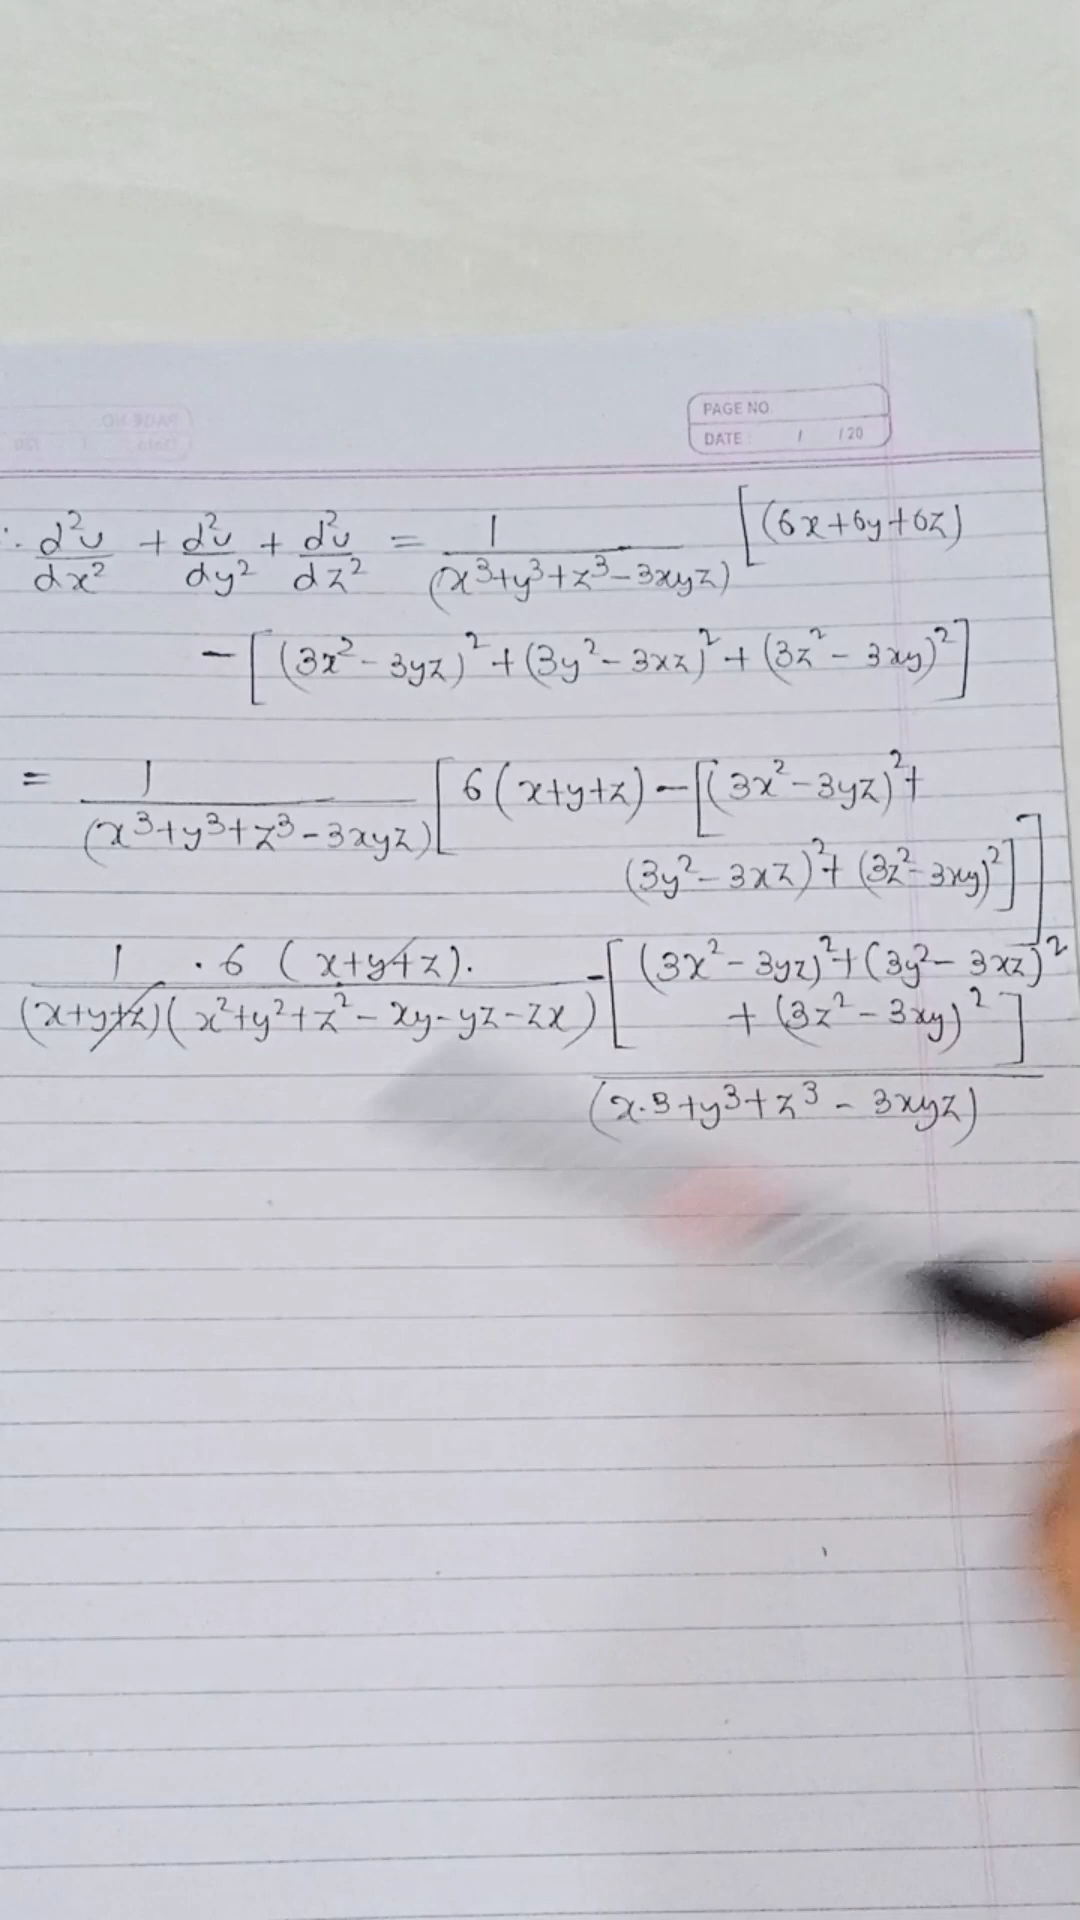 PAGE NO.
DATE / /20
∴ d²u/dx² + d²u/dy² + d²u/dz² = 1/(x³+y³+z³-3xyz) [(6x+6y+6z)
- [(3x²-3yz)²+(3y²-3xz)²+(3z²-3xy)²]
= 1/(x³+y³+z³-3xyz) [6(x+y+z)-[(3x²-3yz)²+
(3y²-3xz)²+(3z²-3xy)²]]
1/(x+y+z)(x²+y²+z²-xy-yz-zx) · 6(x+y+z). -[(3x²-3yz)²+(3y²-3xz)²
+(3z²-3xy)²]
(x.3+y3+z3-3xyz)